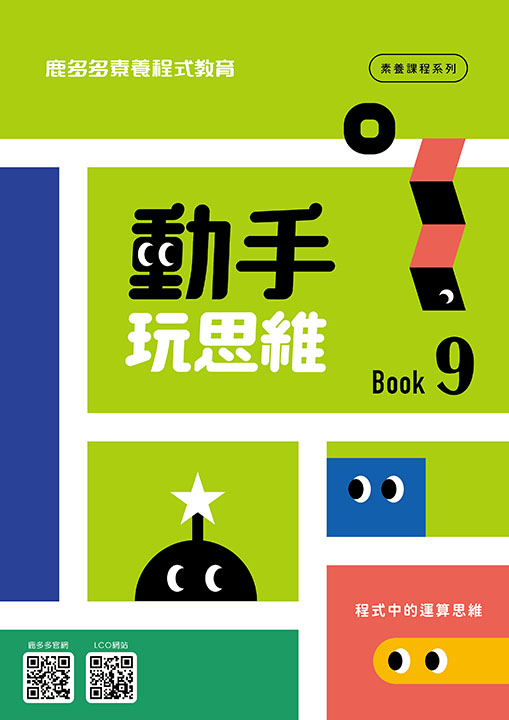 鹿多多素養程式教育
素養課程系列
動手
玩思維
Book 9
程式中的運算思維
鹿多多官網
LCO網站